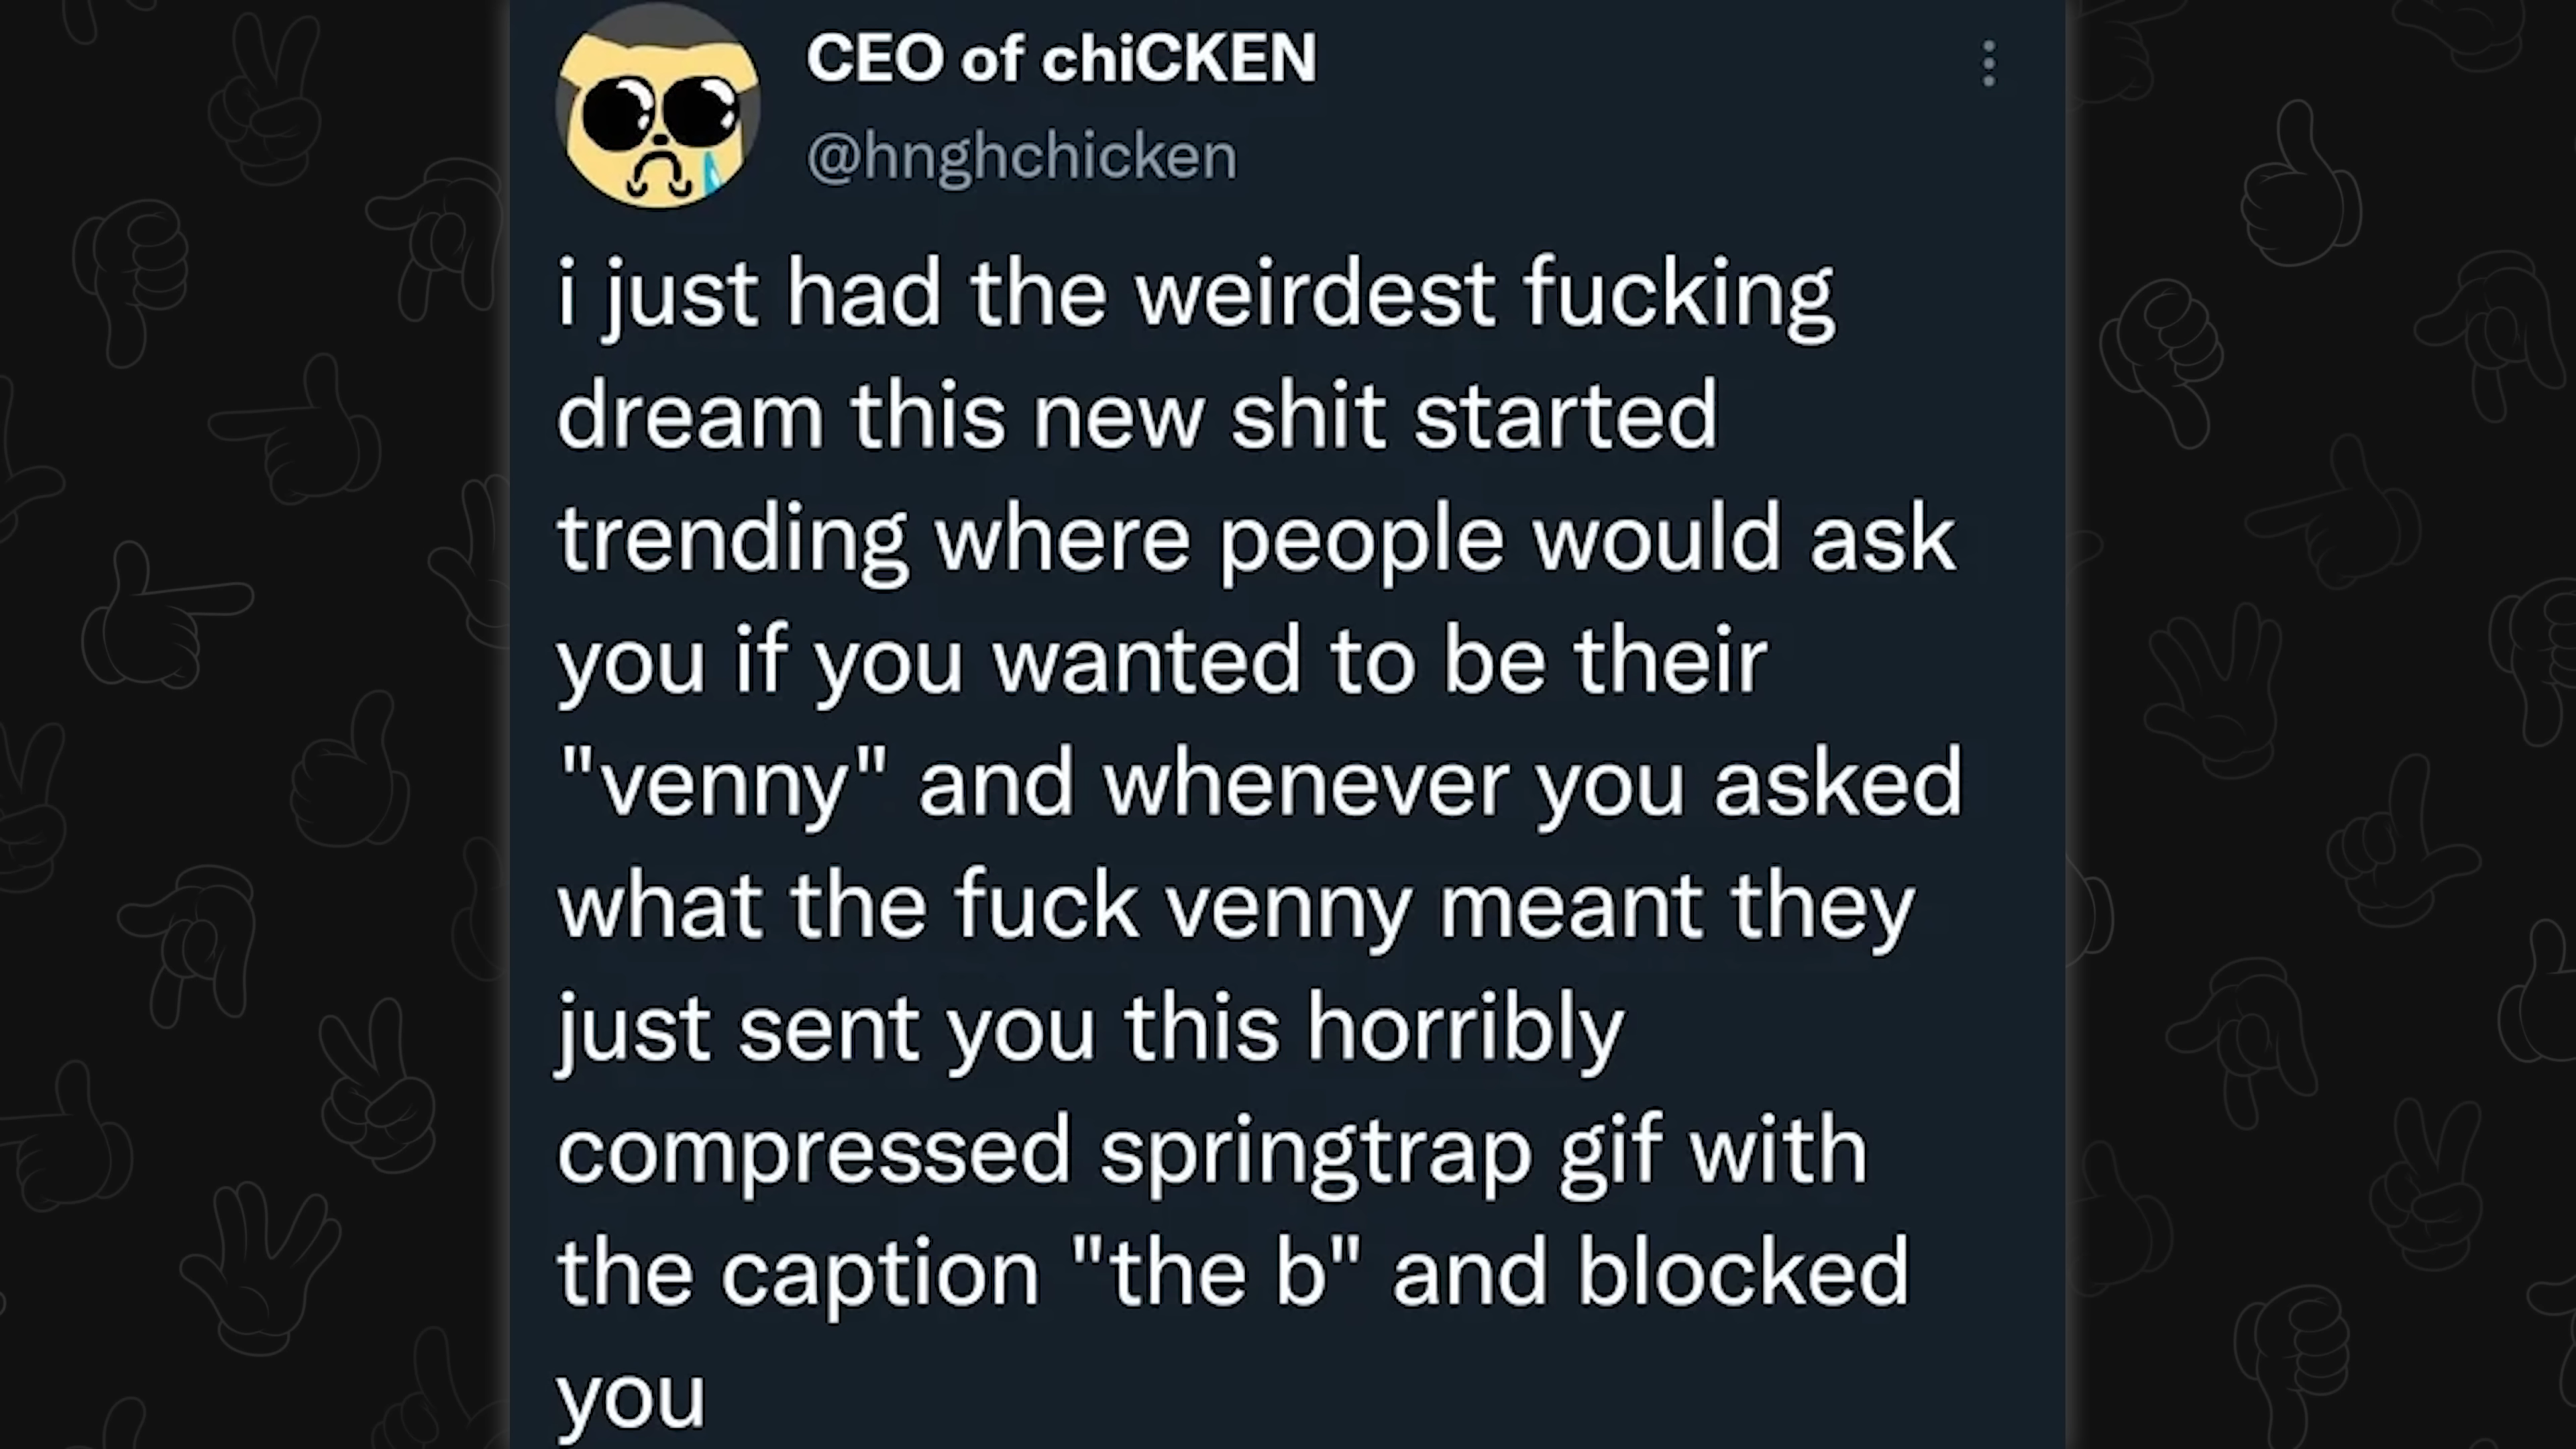 CEO of chiCKEN
@hnghchicken
i just had the weirdest fucking
dream this new shit started
trending where people would ask
you if you wanted to be their
"venny" and whenever you asked
what the fuck venny meant they
just sent you this horribly
compressed springtrap gif with
the caption "the b" and blocked
you